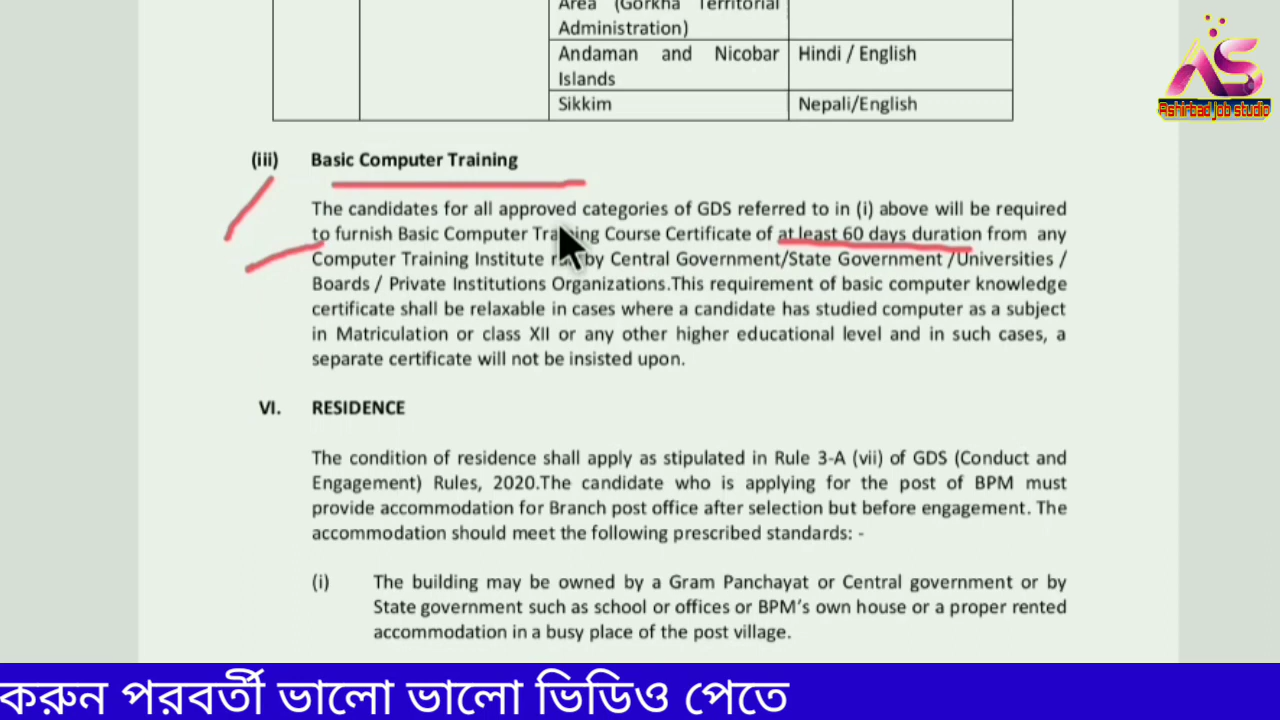 Area (Gorkha Territorial
Administration)
Andaman and Nicobar
Islands
Hindi / English
Sikkim
Nepali/English
AS
Ashirbad job studio
(iii) Basic Computer Training
The candidates for all approved categories of GDS referred to in (i) above will be required
to furnish Basic Computer Training Course Certificate of at least 60 days duration from any
Computer Training Institute by Central Government/State Government /Universities /
Boards / Private Institutions Organizations.This requirement of basic computer knowledge
certificate shall be relaxable in cases where a candidate has studied computer as a subject
in Matriculation or class XII or any other higher educational level and in such cases, a
separate certificate will not be insisted upon.
VI. RESIDENCE
The condition of residence shall apply as stipulated in Rule 3-A (vii) of GDS (Conduct and
Engagement) Rules, 2020.The candidate who is applying for the post of BPM must
provide accommodation for Branch post office after selection but before engagement. The
accommodation should meet the following prescribed standards: -
(i) The building may be owned by a Gram Panchayat or Central government or by
State government such as school or offices or BPM's own house or a proper rented
accommodation in a busy place of the post village.
করুন পরবর্তী ভালো ভালো ভিডিও পেতে